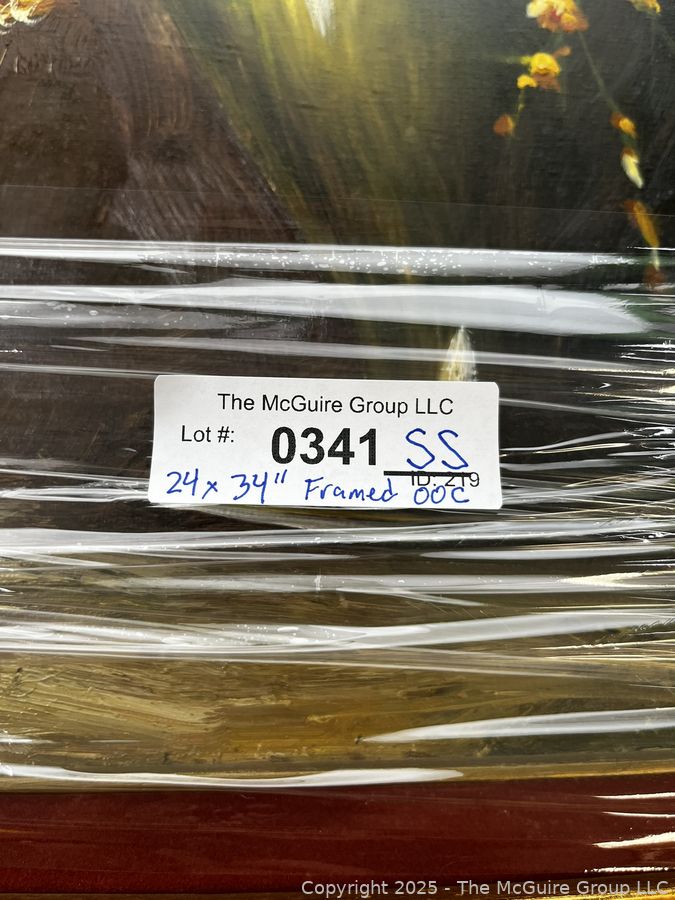 The McGuire Group LLC
Lot #: 0341 SS
ID: 219
24 x 34" Framed OOC
Copyright 2025 - The McGuire Group LLC